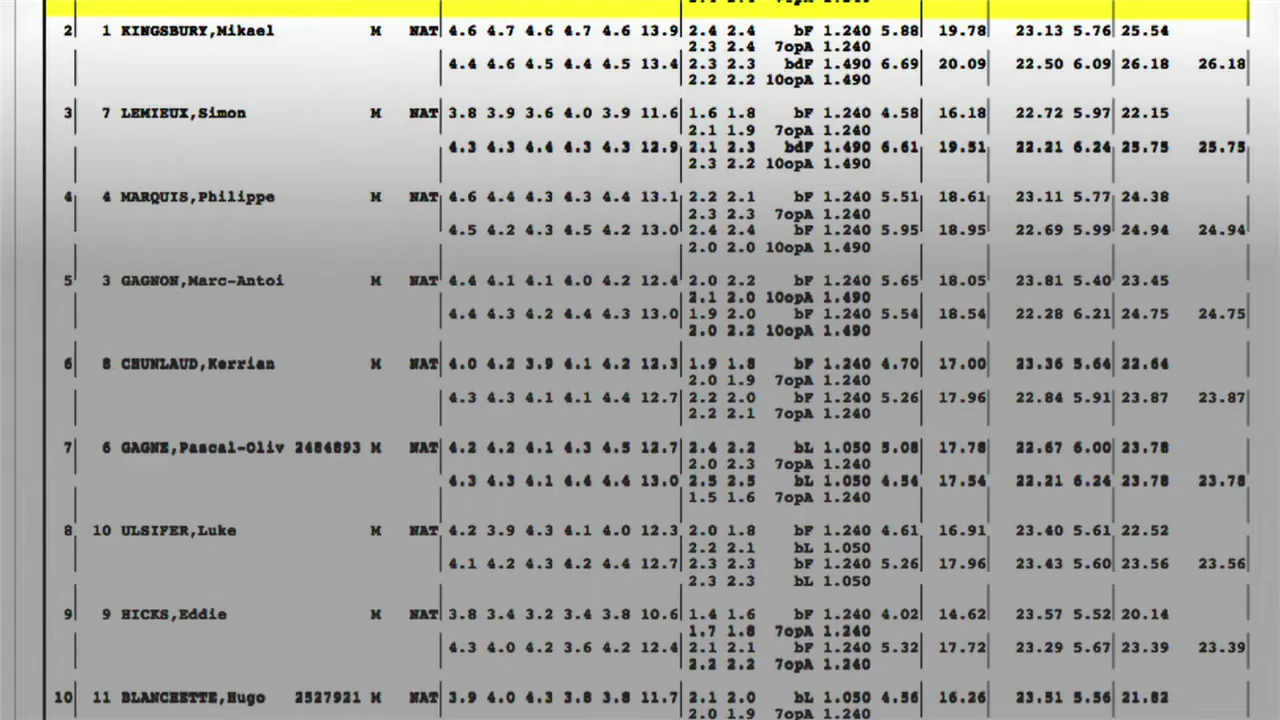 2 1 KINGSBURY,Mikael M NAT 4.6 4.7 4.6 4.7 4.6 13.9 2.4 2.4 bF 1.240 5.88 19.78 23.13 5.76 25.54
2.3 2.4 7opA 1.240
4.4 4.6 4.5 4.4 4.5 13.4 2.3 2.3 bdF 1.490 6.69 20.09 22.50 6.09 26.18 26.18
2.2 2.2 10opA 1.490
3 7 LEMIEUX,Simon M NAT 3.8 3.9 3.6 4.0 3.9 11.6 1.6 1.8 bF 1.240 4.58 16.18 22.72 5.97 22.15
2.1 1.9 7opA 1.240
4.3 4.3 4.4 4.3 4.3 12.9 2.1 2.3 bdF 1.490 6.61 19.51 22.21 6.24 25.75 25.75
2.3 2.2 10opA 1.490
4 4 MARQUIS,Philippe M NAT 4.6 4.4 4.3 4.3 4.4 13.1 2.2 2.1 bF 1.240 5.51 18.61 23.11 5.77 24.38
2.3 2.3 7opA 1.240
4.5 4.2 4.3 4.5 4.2 13.0 2.4 2.4 bF 1.240 5.95 18.95 22.69 5.99 24.94 24.94
2.0 2.0 10opA 1.490
5 3 GAGNON,Marc-Antoi M NAT 4.4 4.1 4.1 4.0 4.2 12.4 2.0 2.2 bF 1.240 5.65 18.05 23.81 5.40 23.45
2.1 2.0 10opA 1.490
4.4 4.3 4.2 4.4 4.3 13.0 1.9 2.0 bF 1.240 5.54 18.54 22.28 6.21 24.75 24.75
2.0 2.2 10opA 1.490
6 8 CHUNLAUD,Kerrian M NAT 4.0 4.2 3.9 4.1 4.2 12.3 1.9 1.8 bF 1.240 4.70 17.00 23.36 5.64 22.64
2.0 1.9 7opA 1.240
4.3 4.3 4.1 4.1 4.4 12.7 2.2 2.0 bF 1.240 5.26 17.96 22.84 5.91 23.87 23.87
2.2 2.1 7opA 1.240
7 6 GAGNE,Pascal-Oliv 2484893 M NAT 4.2 4.2 4.1 4.3 4.5 12.7 2.4 2.2 bL 1.050 5.08 17.78 22.67 6.00 23.78
2.0 2.3 7opA 1.240
4.3 4.3 4.1 4.4 4.4 13.0 2.5 2.5 bL 1.050 4.54 17.54 22.21 6.24 23.78 23.78
1.5 1.6 7opA 1.240
8 10 ULSIFER,Luke M NAT 4.2 3.9 4.3 4.1 4.0 12.3 2.0 1.8 bF 1.240 4.61 16.91 23.40 5.61 22.52
2.2 2.1 bL 1.050
4.1 4.2 4.3 4.2 4.4 12.7 2.3 2.3 bF 1.240 5.26 17.96 23.43 5.60 23.56 23.56
2.3 2.3 bL 1.050
9 9 HICKS,Eddie M NAT 3.8 3.4 3.2 3.4 3.8 10.6 1.4 1.6 bF 1.240 4.02 14.62 23.57 5.52 20.14
1.7 1.8 7opA 1.240
4.3 4.0 4.2 3.6 4.2 12.4 2.1 2.1 bF 1.240 5.32 17.72 23.29 5.67 23.39 23.39
2.2 2.2 7opA 1.240
10 11 BLANCHETTE,Hugo 2527921 M NAT 3.9 4.0 4.3 3.8 3.8 11.7 2.1 2.0 bL 1.050 4.56 16.26 23.51 5.56 21.82
2.0 1.9 7opA 1.240